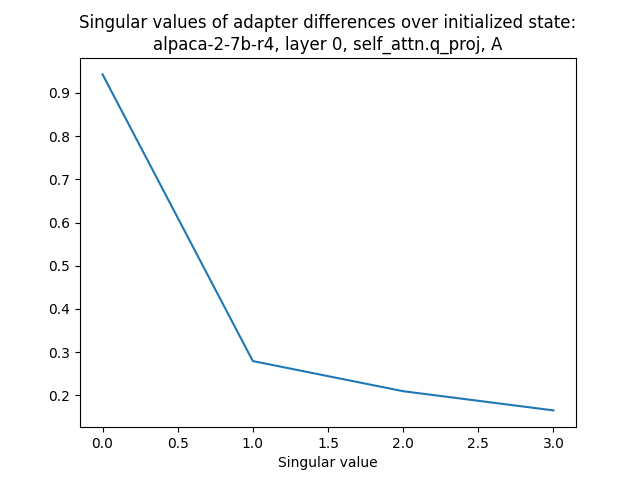 Singular values of adapter differences over initialized state:
alpaca-2-7b-r4, layer 0, self_attn.q_proj, A
0.9
0.8
0.7
0.6
0.5
0.4
0.3
0.2
0.0 0.5 1.0 1.5 2.0 2.5 3.0
Singular value